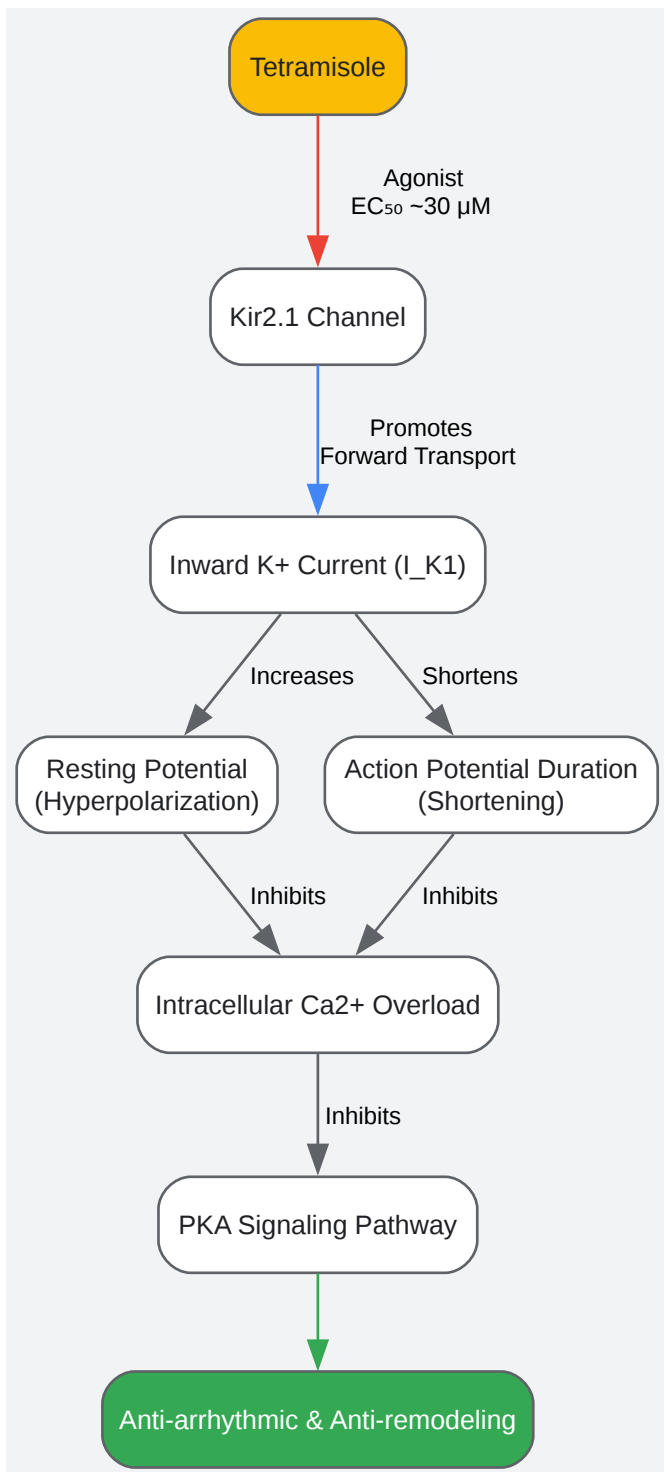 Tetramisole
Agonist
EC₅₀ ~30 μM
Kir2.1 Channel
Promotes
Forward Transport
Inward K+ Current (I_K1)
Increases
Shortens
Resting Potential
(Hyperpolarization)
Action Potential Duration
(Shortening)
Inhibits
Inhibits
Intracellular Ca2+ Overload
Inhibits
PKA Signaling Pathway
Anti-arrhythmic & Anti-remodeling